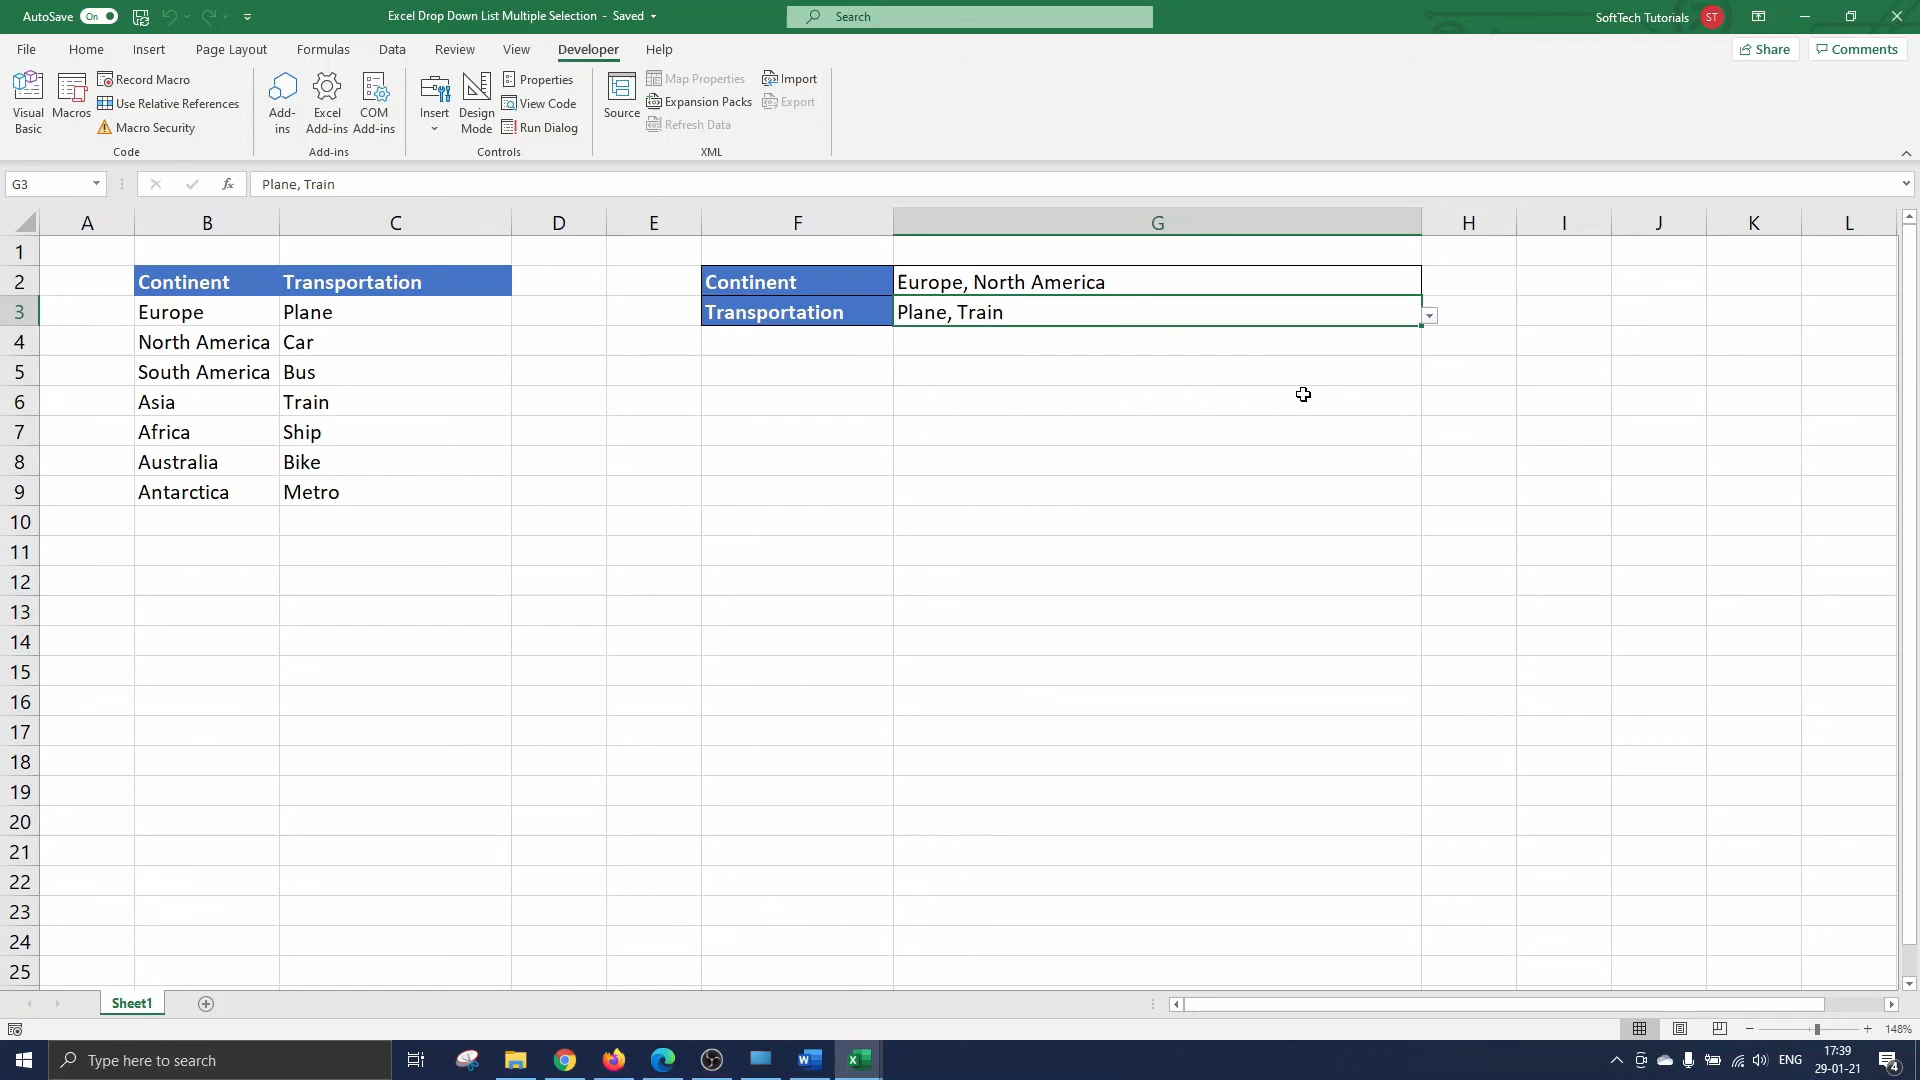 AutoSave On Excel Drop Down List Multiple Selection - Saved Search SoftTech Tutorials ST
File Home Insert Page Layout Formulas Data Review View Developer Help Share Comments
Visual Basic
Macros
Record Macro
Use Relative References
Macro Security
Code
Add-ins
Excel Add-ins
COM Add-ins
Add-ins
Insert
Design Mode
Properties
View Code
Run Dialog
Controls
Source
Map Properties
Expansion Packs
Refresh Data
Import
Export
XML
G3 fx Plane, Train
A B C D E F G H I J K L
1
2 Continent Transportation Continent Europe, North America
3 Europe Plane Transportation Plane, Train
4 North America Car
5 South America Bus
6 Asia Train
7 Africa Ship
8 Australia Bike
9 Antarctica Metro
10
11
12
13
14
15
16
17
18
19
20
21
22
23
24
25
Sheet1
148%
Type here to search ENG 17:39
29-01-21
4